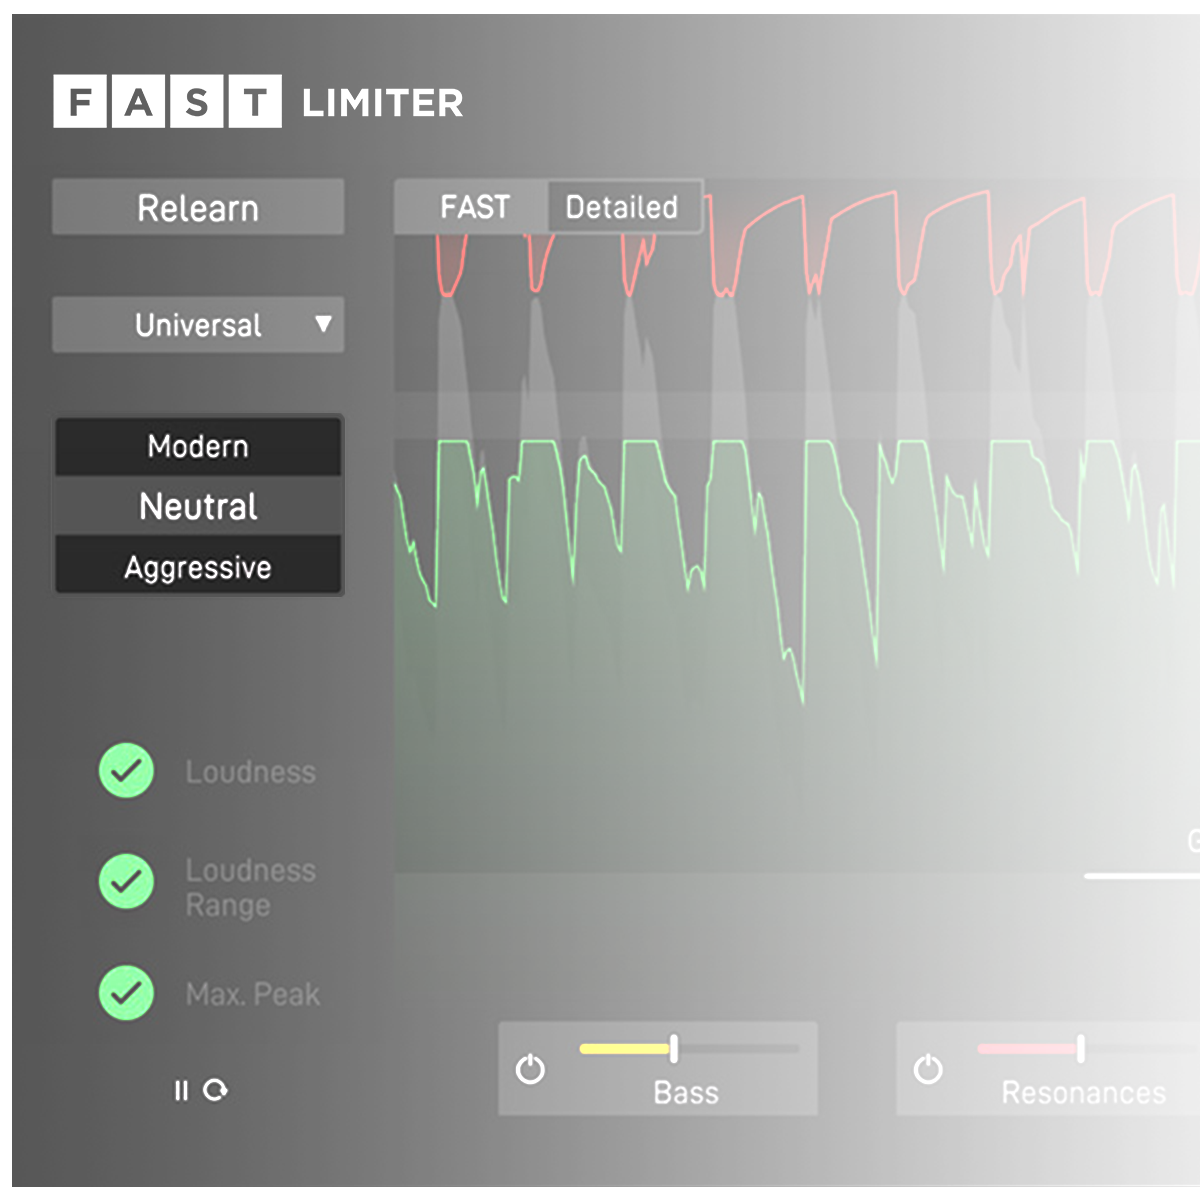 FAST LIMITER
Relearn
FAST Detailed
Universal
Modern
Neutral
Aggressive
Loudness
Loudness
Range
Max. Peak
G
Bass
Resonances